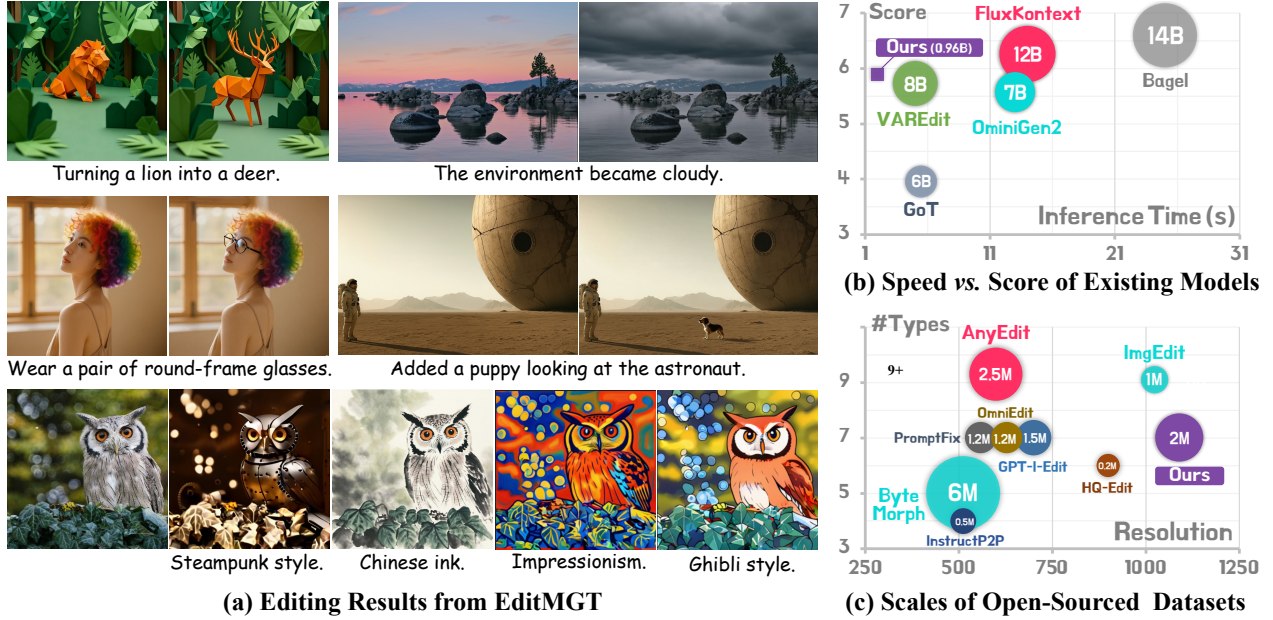 Turning a lion into a deer.
The environment became cloudy.
Wear a pair of round-frame glasses.
Added a puppy looking at the astronaut.
Steampunk style.
Chinese ink.
Impressionism.
Ghibli style.
(a) Editing Results from EditMGT
7
Score
FluxKontext
Ours (0.96B)
12B
14B
6
8B
7B
Bagel
VAREdit
OminiGen2
5
4
6B
GoT
Inference Time (s)
3
1
11
21
31
(b) Speed vs. Score of Existing Models
#Types
AnyEdit
ImgEdit
9
9+
2.5M
1M
OmniEdit
7
PromptFix
1.2M
1.2M
1.5M
2M
GPT-I-Edit
0.2M
Ours
HQ-Edit
5
Byte
Morph
6M
0.5M
InstructP2P
Resolution
3
250
500
750
1000
1250
(c) Scales of Open-Sourced Datasets